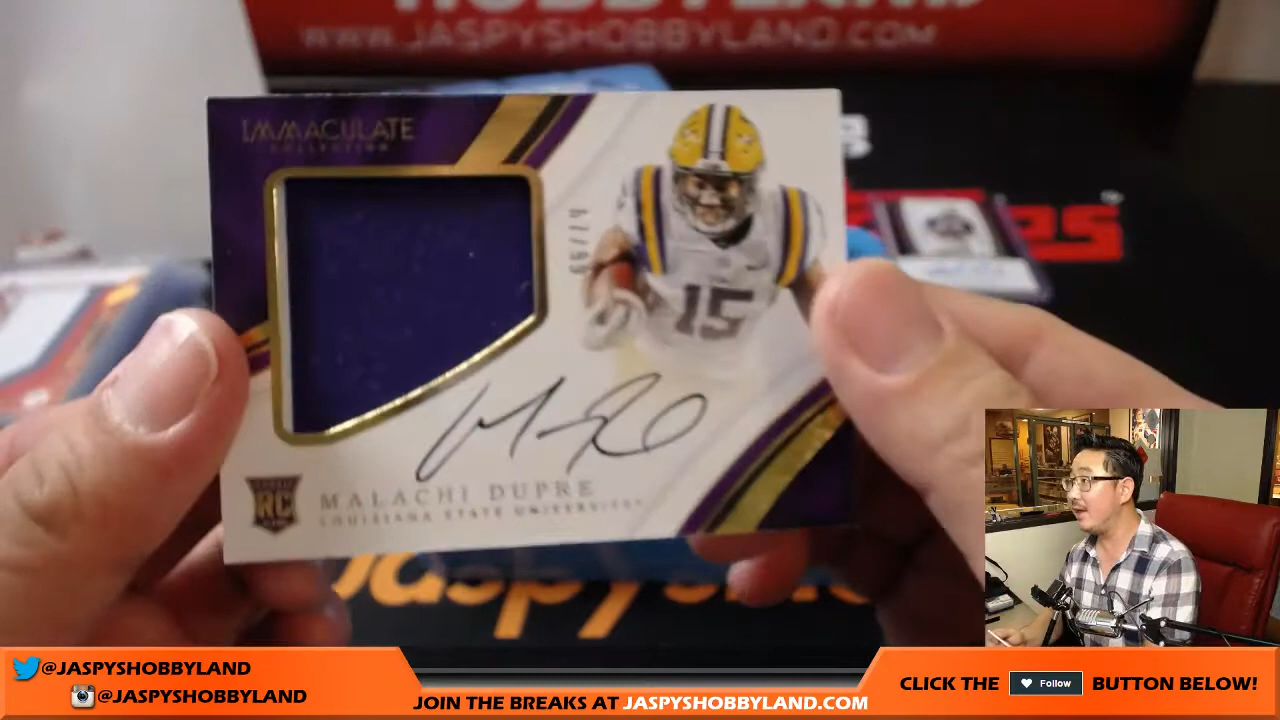 WWW.JASPYSHOBBYLAND.COM
IMMACULATE
COLLECTION
15
RC
MALACHI DUPRE
LOUISIANA STATE UNIVERSITY
@JASPYSHOBBYLAND
@JASPYSHOBBYLAND
JOIN THE BREAKS AT JASPYSHOBBYLAND.COM
CLICK THE Follow BUTTON BELOW!